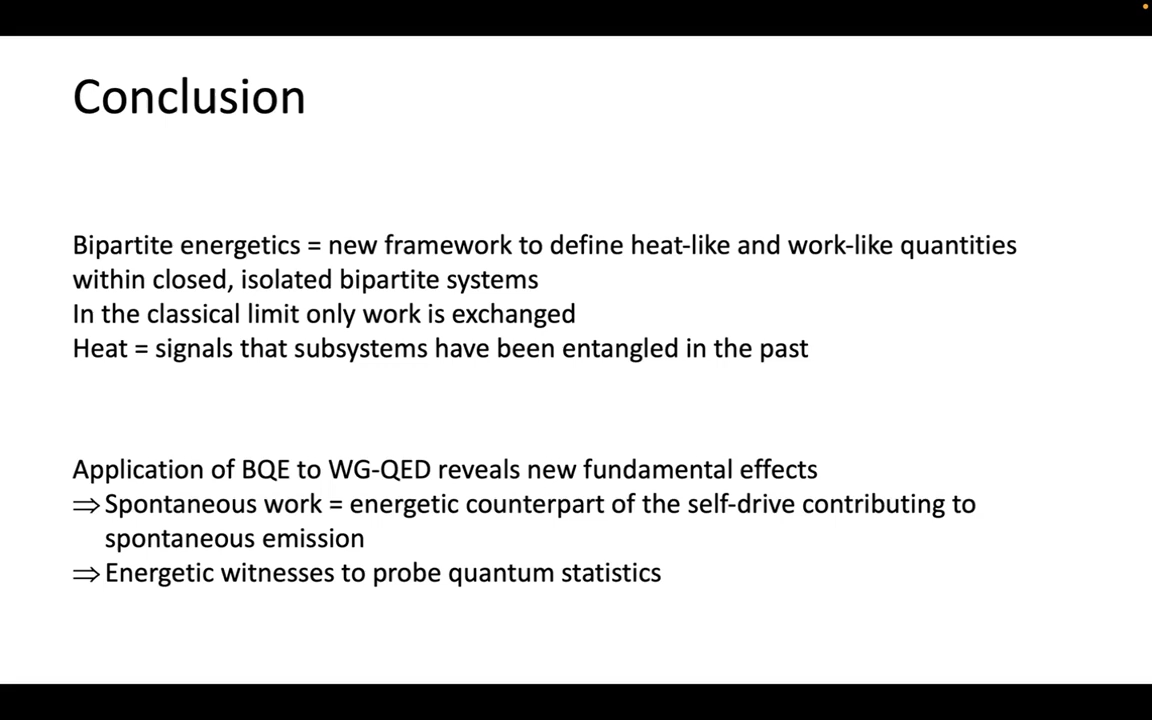 Conclusion
Bipartite energetics = new framework to define heat-like and work-like quantities
within closed, isolated bipartite systems
In the classical limit only work is exchanged
Heat = signals that subsystems have been entangled in the past
Application of BQE to WG-QED reveals new fundamental effects
⇒ Spontaneous work = energetic counterpart of the self-drive contributing to
spontaneous emission
⇒ Energetic witnesses to probe quantum statistics